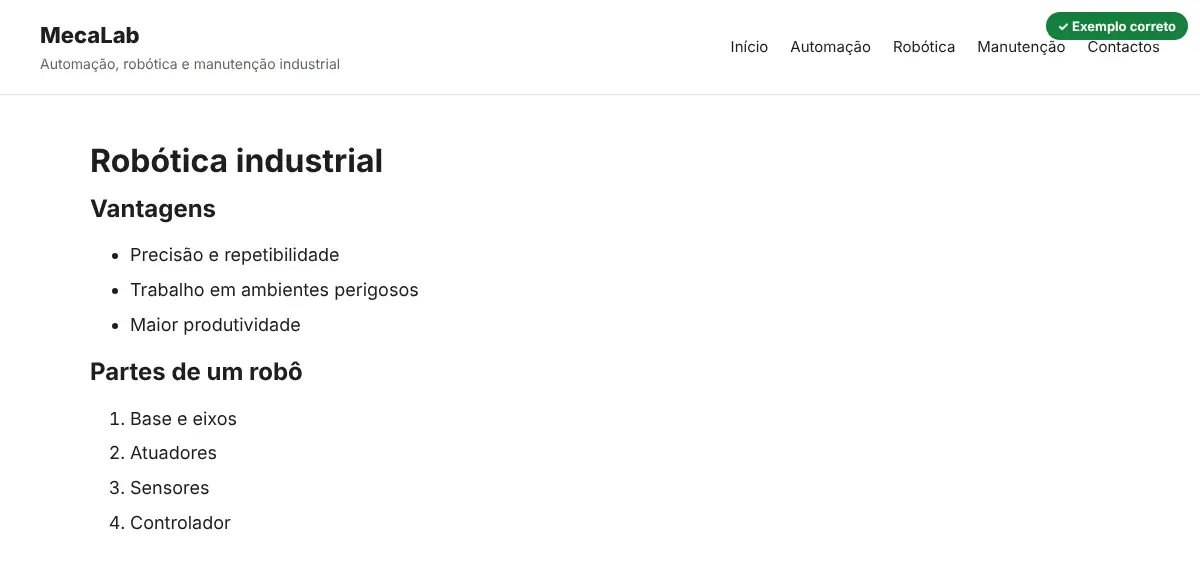 MecaLab
Automação, robótica e manutenção industrial
✓ Exemplo correto
Início Automação Robótica Manutenção Contactos
Robótica industrial
Vantagens
• Precisão e repetibilidade
• Trabalho em ambientes perigosos
• Maior produtividade
Partes de um robô
1. Base e eixos
2. Atuadores
3. Sensores
4. Controlador